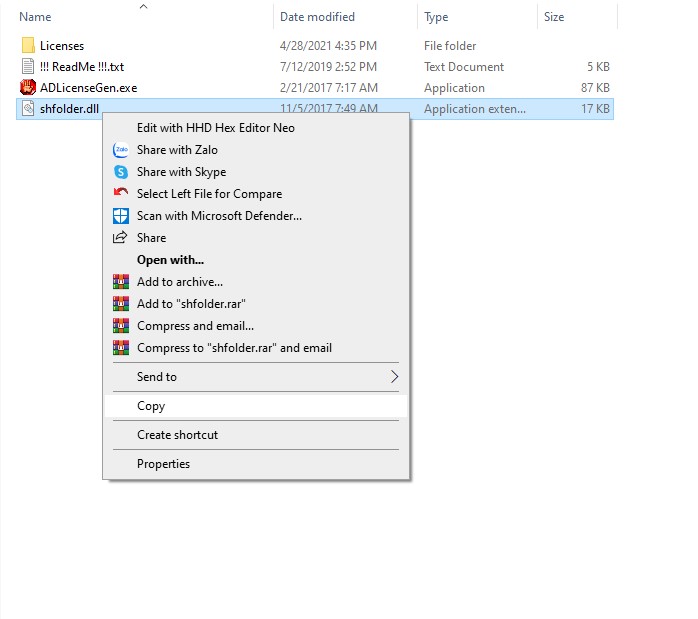 Name Date modified Type Size
Licenses 4/28/2021 4:35 PM File folder
!!! ReadMe !!!.txt 7/12/2019 2:52 PM Text Document 5 KB
ADLicenseGen.exe 2/21/2017 7:17 AM Application 87 KB
shfolder.dll 11/5/2017 7:49 AM Application exten... 17 KB
Edit with HHD Hex Editor Neo
Zalo Share with Zalo
Share with Skype
Select Left File for Compare
Scan with Microsoft Defender...
Share
Open with...
Add to archive...
Add to "shfolder.rar"
Compress and email...
Compress to "shfolder.rar" and email
Send to
Copy
Create shortcut
Properties